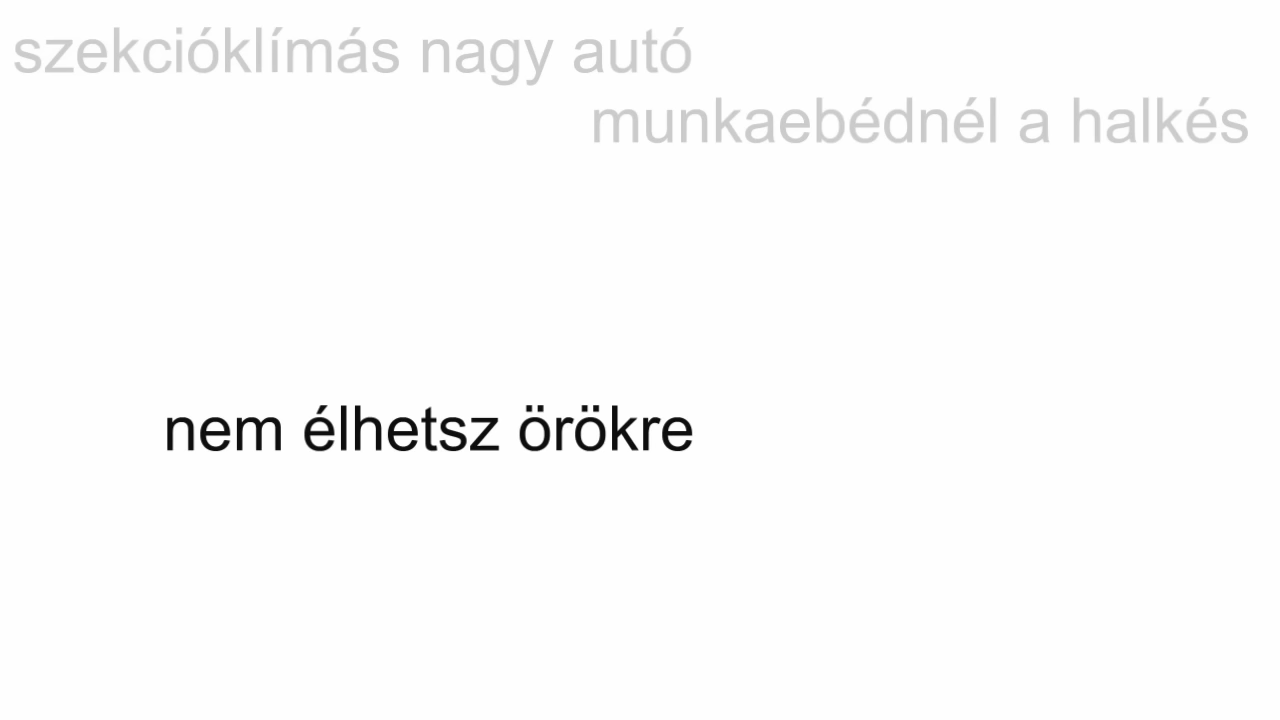 szekcióklímás nagy autó
munkaebédnél a halkés
nem élhetsz örökre